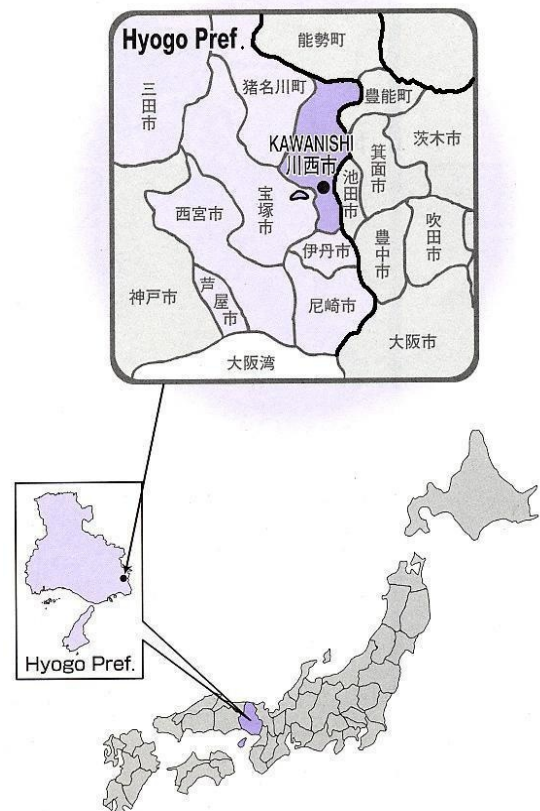 Hyogo Pref.
能勢町
猪名川町
豊能町
三田市
茨木市
KAWANISHI
川西市
箕面市
池田市
西宮市
宝塚市
吹田市
豊中市
伊丹市
神戸市
芦屋市
尼崎市
大阪市
大阪湾
Hyogo Pref.